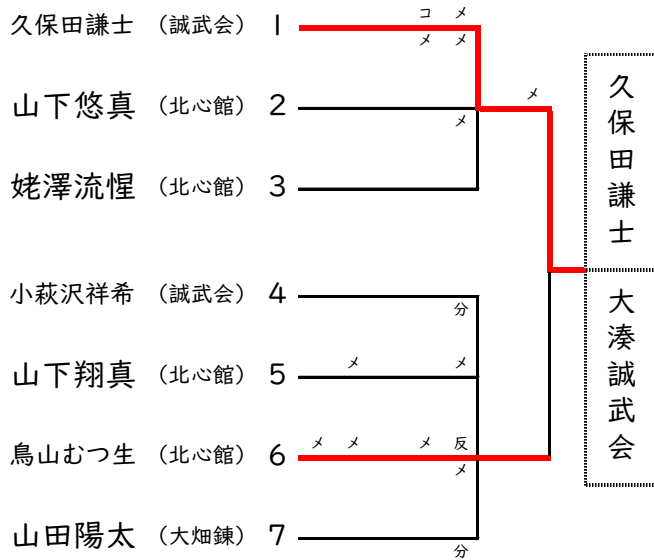 久保田謙士 （誠武会） 1 コ メ
メ メ
山下悠真 （北心館） 2 メ
メ
姥澤流惺 （北心館） 3
小萩沢祥希 （誠武会） 4
分
山下翔真 （北心館） 5 メ メ
鳥山むつ生 （北心館） 6 メ メ メ 反
メ
山田陽太 （大畑錬） 7
分
久保田謙士
大湊誠武会